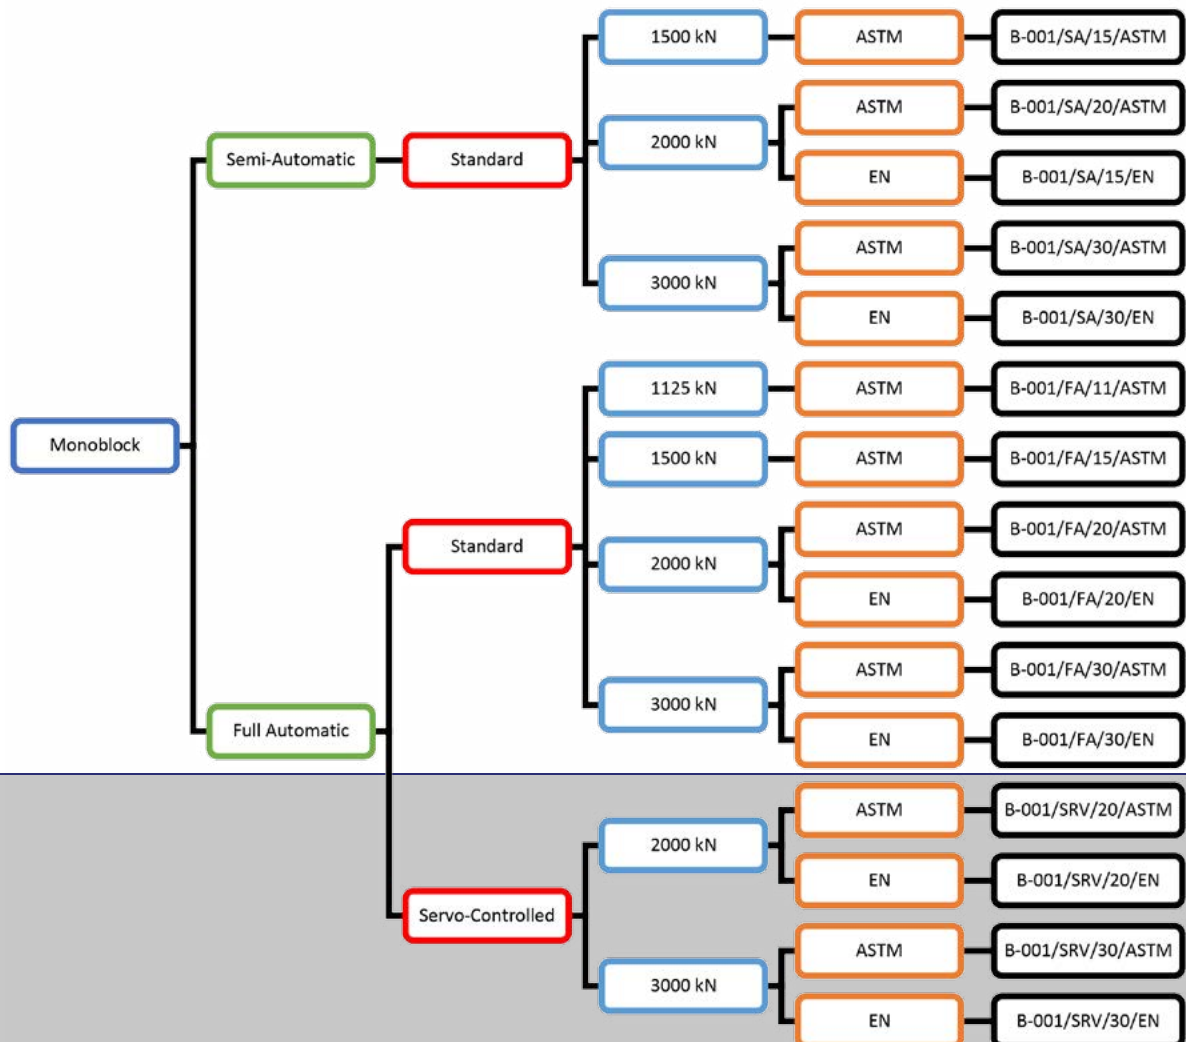 Monoblock
Semi-Automatic
Standard
1500 kN
ASTM
B-001/SA/15/ASTM
2000 kN
ASTM
B-001/SA/20/ASTM
EN
B-001/SA/15/EN
3000 kN
ASTM
B-001/SA/30/ASTM
EN
B-001/SA/30/EN
Full Automatic
Standard
1125 kN
ASTM
B-001/FA/11/ASTM
1500 kN
ASTM
B-001/FA/15/ASTM
2000 kN
ASTM
B-001/FA/20/ASTM
EN
B-001/FA/20/EN
3000 kN
ASTM
B-001/FA/30/ASTM
EN
B-001/FA/30/EN
Servo-Controlled
2000 kN
ASTM
B-001/SRV/20/ASTM
EN
B-001/SRV/20/EN
3000 kN
ASTM
B-001/SRV/30/ASTM
EN
B-001/SRV/30/EN